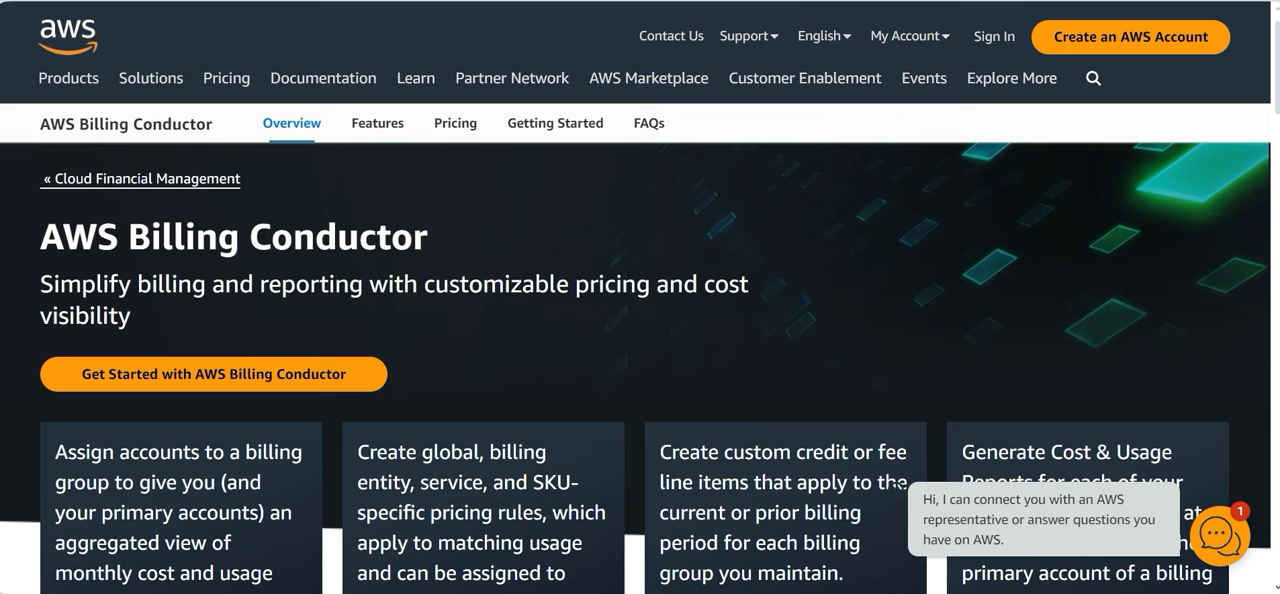 aws
Contact Us Support English My Account Sign In Create an AWS Account
Products Solutions Pricing Documentation Learn Partner Network AWS Marketplace Customer Enablement Events Explore More
AWS Billing Conductor Overview Features Pricing Getting Started FAQs
« Cloud Financial Management
AWS Billing Conductor
Simplify billing and reporting with customizable pricing and cost
visibility
Get Started with AWS Billing Conductor
Assign accounts to a billing
group to give you (and
your primary accounts) an
aggregated view of
monthly cost and usage
Create global, billing
entity, service, and SKU-
specific pricing rules, which
apply to matching usage
and can be assigned to
Create custom credit or fee
line items that apply to the
current or prior billing
period for each billing
group you maintain.
Generate Cost & Usage
Reports for each of your
at
primary account of a billing
Hi, I can connect you with an AWS
representative or answer questions you
have on AWS.
1